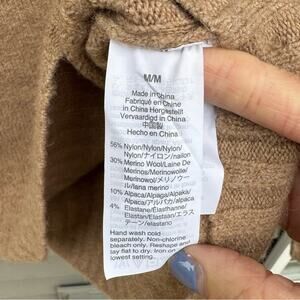 M/M
Made in China
Fabriqué en Chine
in China Hergestellt
Vervaardigd in China
中国製
Hecho en China
56% Nylon/Nylon/Nylon/
Nylon/ナイロン/nailon
30% Merino Wool/Laine De
Merinos/Merinowolle/
Merinowol/メリノウー
ル/lana merino
10% Alpaca/Alpaga/Alpaka/
Alpaca/アルパカ/alpaca
4% Elastane/Élasthanne/
Elastan/Elastaan/エラス
テーン/elastano
Hand wash cold
separately. Non-chlorine
bleach only. Reshape and
lay flat to dry. Iron on
lowest setting.